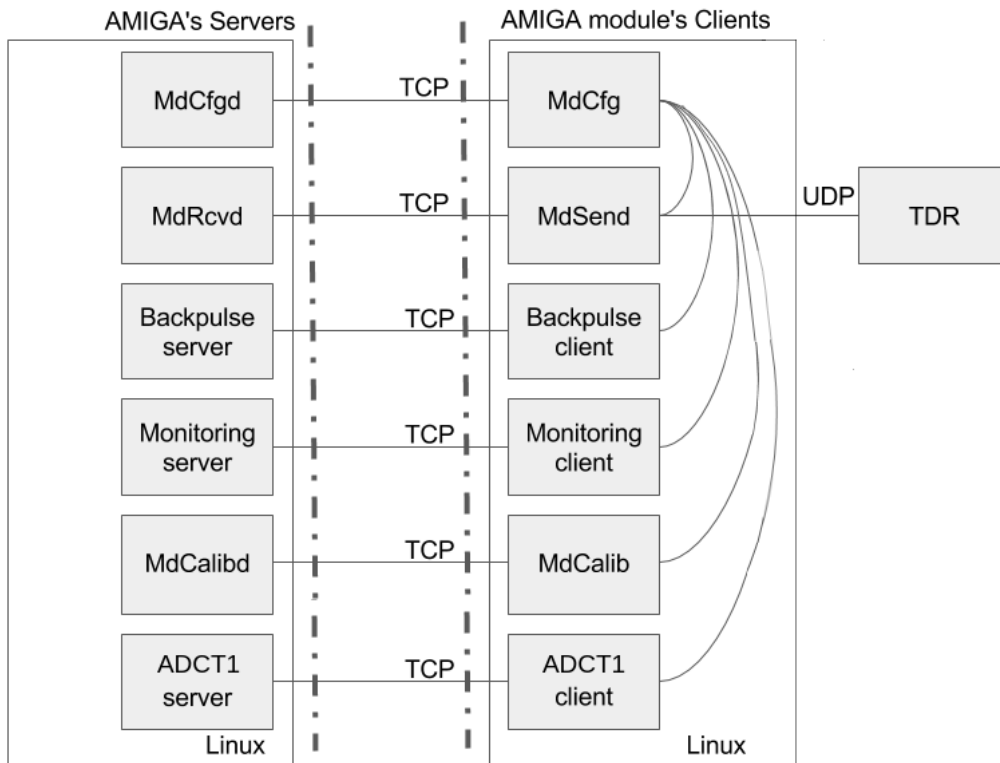 AMIGA's Servers
AMIGA module's Clients
MdCfgd
TCP
MdCfg
MdRcvd
TCP
MdSend
UDP
TDR
Backpulse
server
TCP
Backpulse
client
Monitoring
server
TCP
Monitoring
client
MdCalibd
TCP
MdCalib
ADCT1
server
TCP
ADCT1
client
Linux
Linux